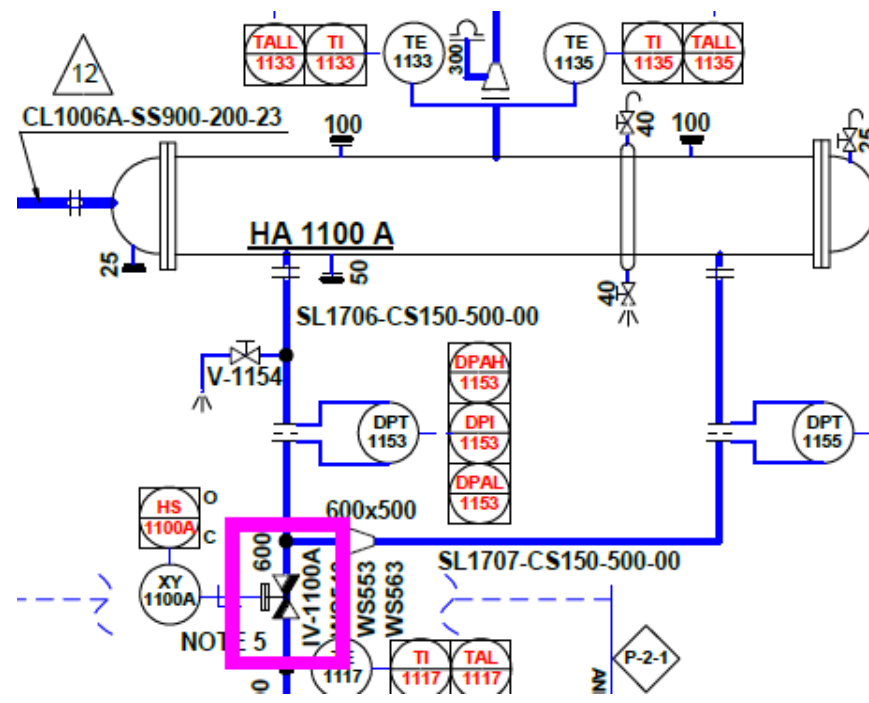 TALL
1133
TI
1133
TE
1133
300
TE
1135
TI
1135
TALL
1135
12
CL1006A-SS900-200-23
100
40
100
25
HA 1100 A
25
50
40
SL1706-CS150-500-00
V-1154
DPAH
1153
DPT
1153
DPI
1153
DPT
1155
DPAL
1153
HS
1100A
O
C
600x500
600
SL1707-CS150-500-00
XY
1100A
IV-1100A
WS553
WS563
NOTE 5
1117
TI
1117
TAL
1117
P-2-1